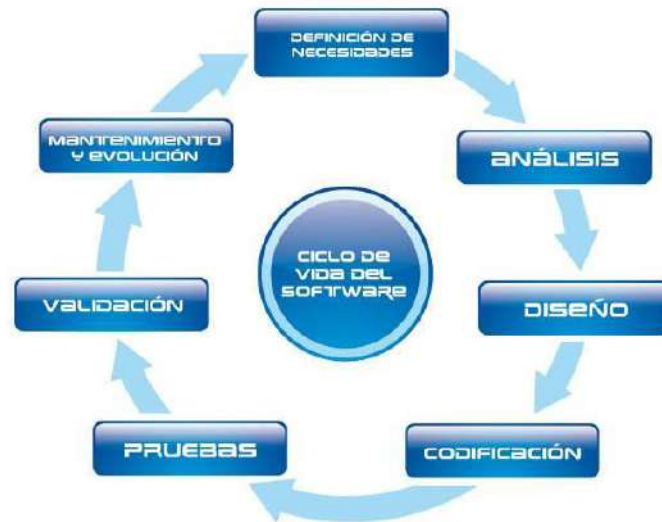 DEFINICIÓN DE
NECESIDADES
ANÁLISIS
DISEÑO
CODIFICACIÓN
PRUEBAS
VALIDACIÓN
MANTENIMIENTO
Y EVOLUCIÓN
CICLO DE
VIDA DEL
SOFTWARE